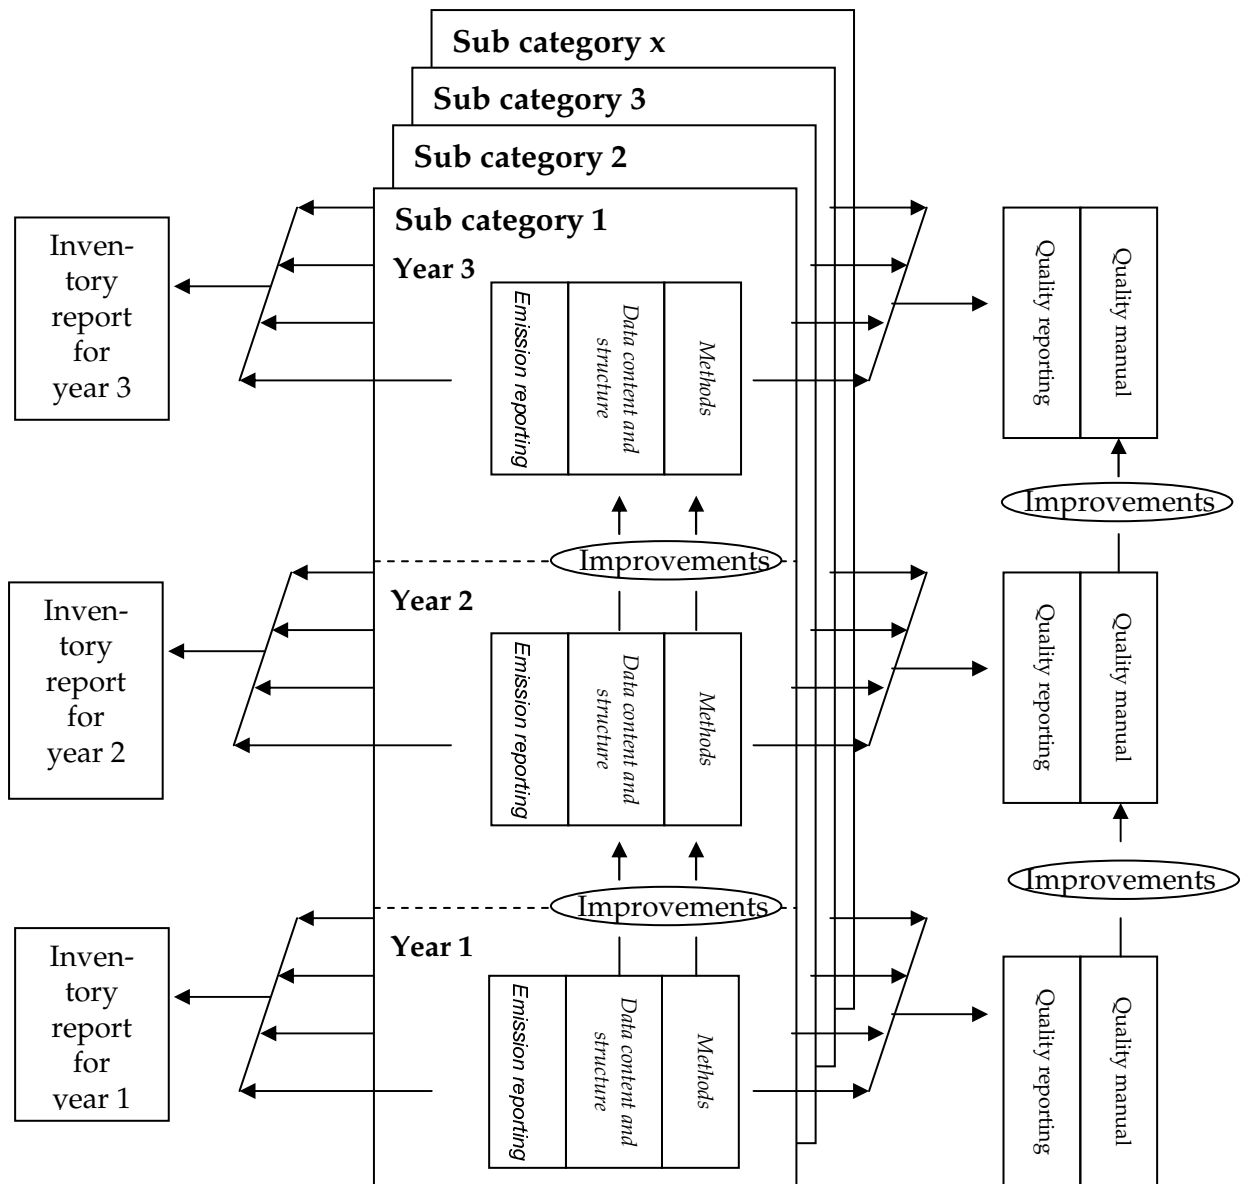 Sub category x
Sub category 3
Sub category 2
Sub category 1
Inven-
tory
report
for
year 3
Year 3
Emission reporting
Data content and
structure
Methods
Quality reporting
Quality manual
Improvements
Improvements
Inven-
tory
report
for
year 2
Year 2
Emission reporting
Data content and
structure
Methods
Quality reporting
Quality manual
Improvements
Improvements
Inven-
tory
report
for
year 1
Year 1
Emission reporting
Data content and
structure
Methods
Quality reporting
Quality manual